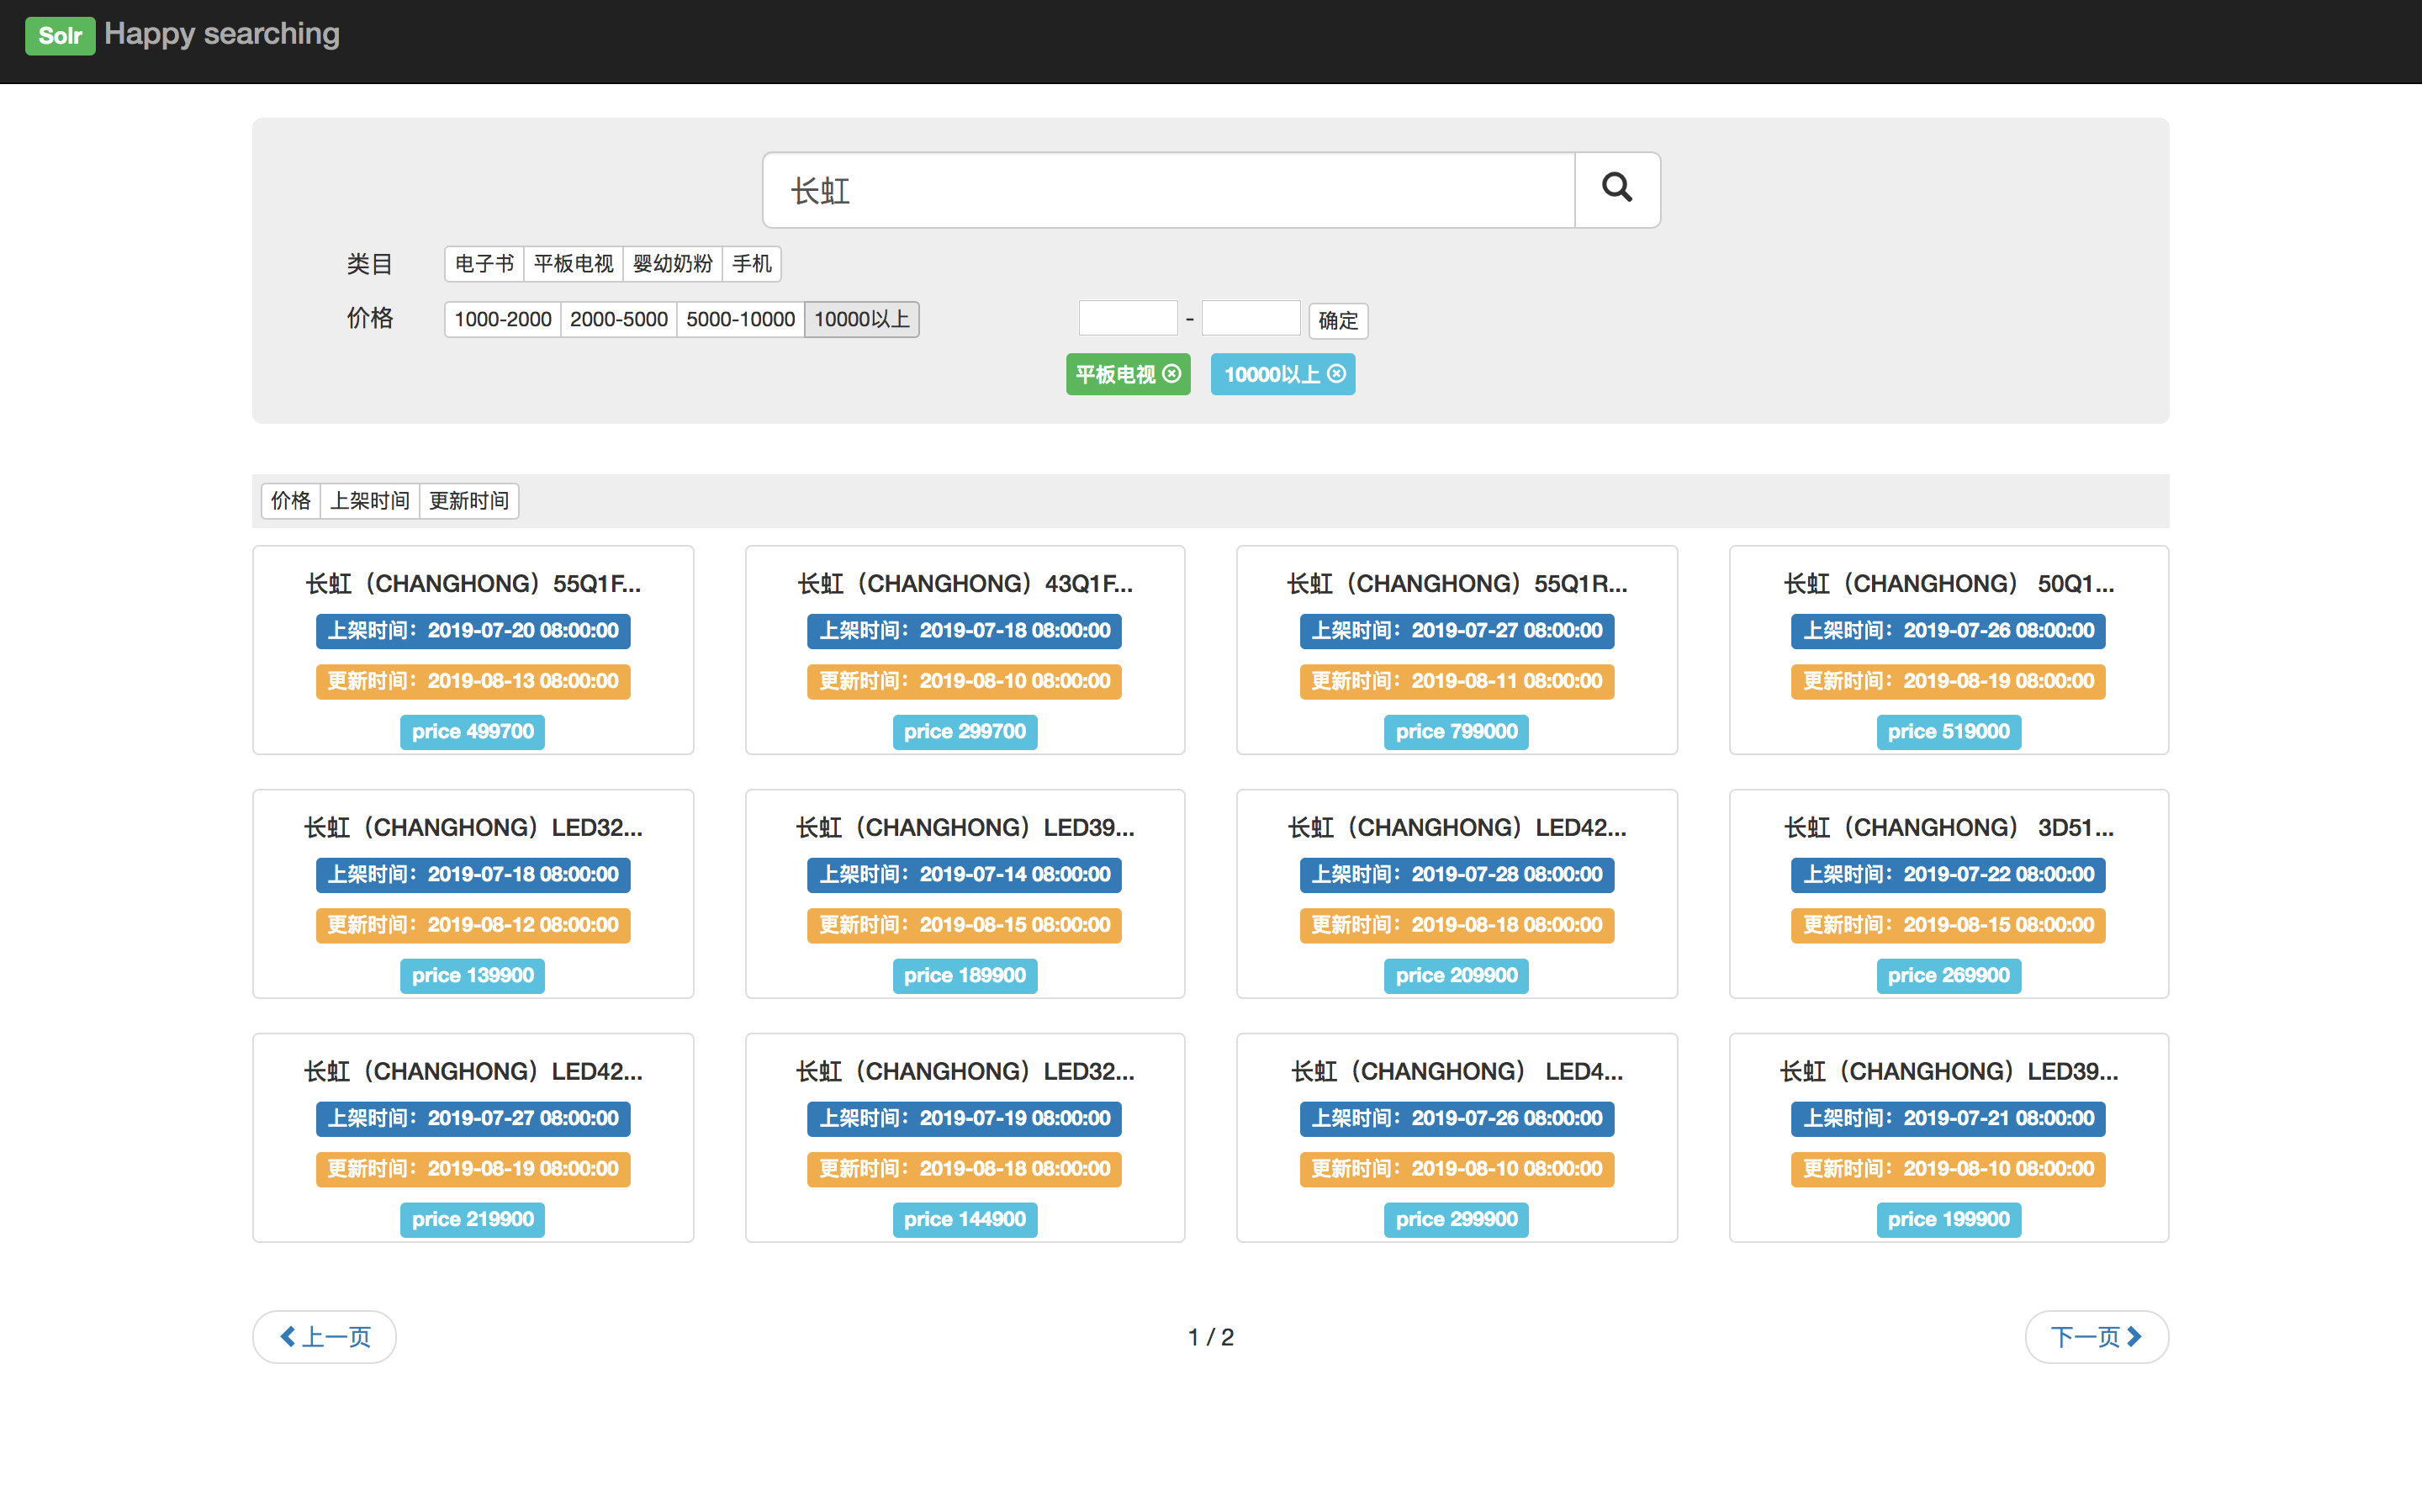 Solr Happy searching
长虹
类目 电子书 平板电视 婴幼奶粉 手机
价格 1000-2000 2000-5000 5000-10000 10000以上 - 确定
平板电视 10000以上
价格 上架时间 更新时间
长虹（CHANGHONG）55Q1F... 长虹（CHANGHONG）43Q1F... 长虹（CHANGHONG）55Q1R... 长虹（CHANGHONG） 50Q1...
上架时间：2019-07-20 08:00:00 上架时间：2019-07-18 08:00:00 上架时间：2019-07-27 08:00:00 上架时间：2019-07-26 08:00:00
更新时间：2019-08-13 08:00:00 更新时间：2019-08-10 08:00:00 更新时间：2019-08-11 08:00:00 更新时间：2019-08-19 08:00:00
price 499700 price 299700 price 799000 price 519000
长虹（CHANGHONG）LED32... 长虹（CHANGHONG）LED39... 长虹（CHANGHONG）LED42... 长虹（CHANGHONG） 3D51...
上架时间：2019-07-18 08:00:00 上架时间：2019-07-14 08:00:00 上架时间：2019-07-28 08:00:00 上架时间：2019-07-22 08:00:00
更新时间：2019-08-12 08:00:00 更新时间：2019-08-15 08:00:00 更新时间：2019-08-18 08:00:00 更新时间：2019-08-15 08:00:00
price 139900 price 189900 price 209900 price 269900
长虹（CHANGHONG）LED42... 长虹（CHANGHONG）LED32... 长虹（CHANGHONG） LED4... 长虹（CHANGHONG）LED39...
上架时间：2019-07-27 08:00:00 上架时间：2019-07-19 08:00:00 上架时间：2019-07-26 08:00:00 上架时间：2019-07-21 08:00:00
更新时间：2019-08-19 08:00:00 更新时间：2019-08-18 08:00:00 更新时间：2019-08-10 08:00:00 更新时间：2019-08-10 08:00:00
price 219900 price 144900 price 299900 price 199900
上一页 1 / 2 下一页